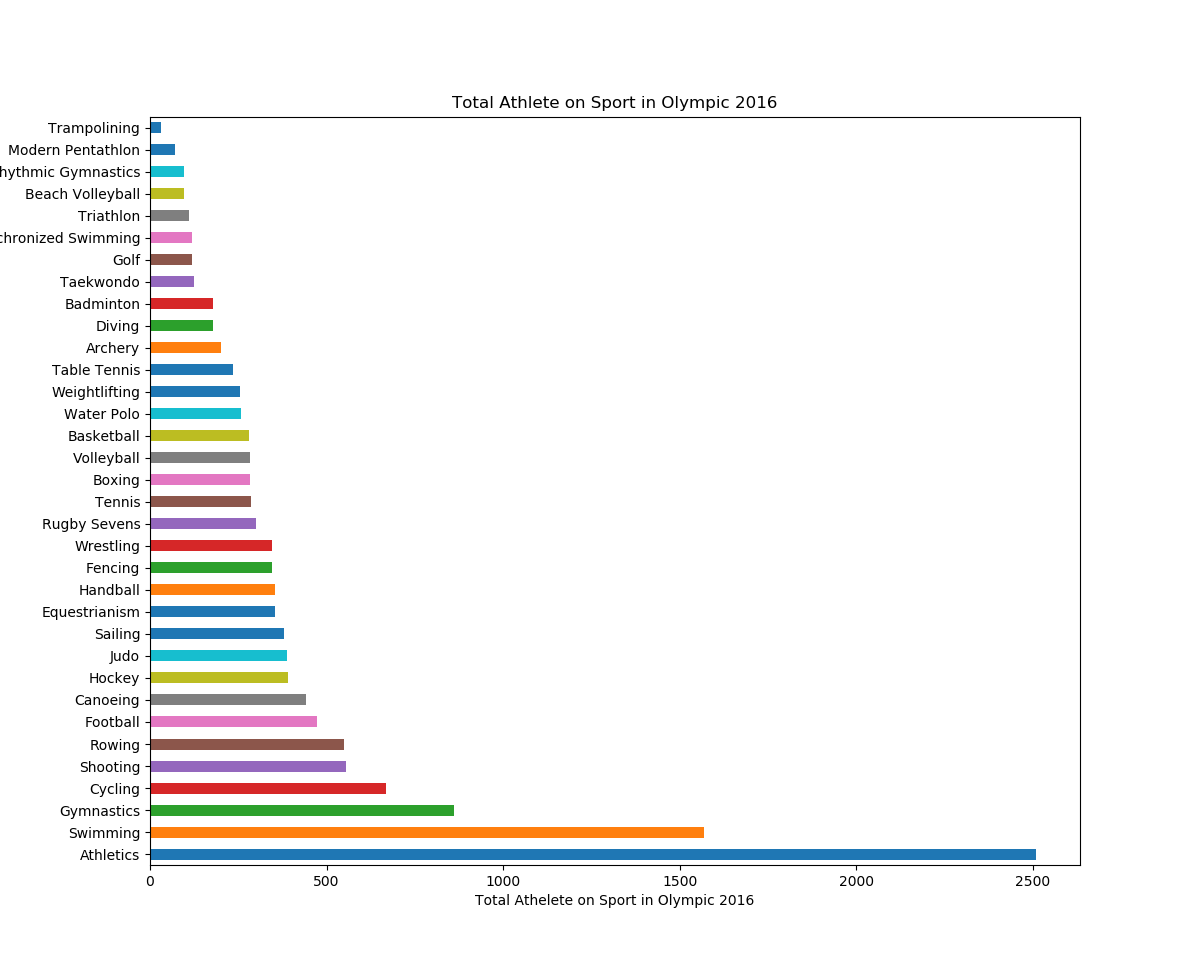 Total Athlete on Sport in Olympic 2016
Trampolining
Modern Pentathlon
hythmic Gymnastics
Beach Volleyball
Triathlon
chronized Swimming
Golf
Taekwondo
Badminton
Diving
Archery
Table Tennis
Weightlifting
Water Polo
Basketball
Volleyball
Boxing
Tennis
Rugby Sevens
Wrestling
Fencing
Handball
Equestrianism
Sailing
Judo
Hockey
Canoeing
Football
Rowing
Shooting
Cycling
Gymnastics
Swimming
Athletics
0 500 1000 1500 2000 2500
Total Athelete on Sport in Olympic 2016